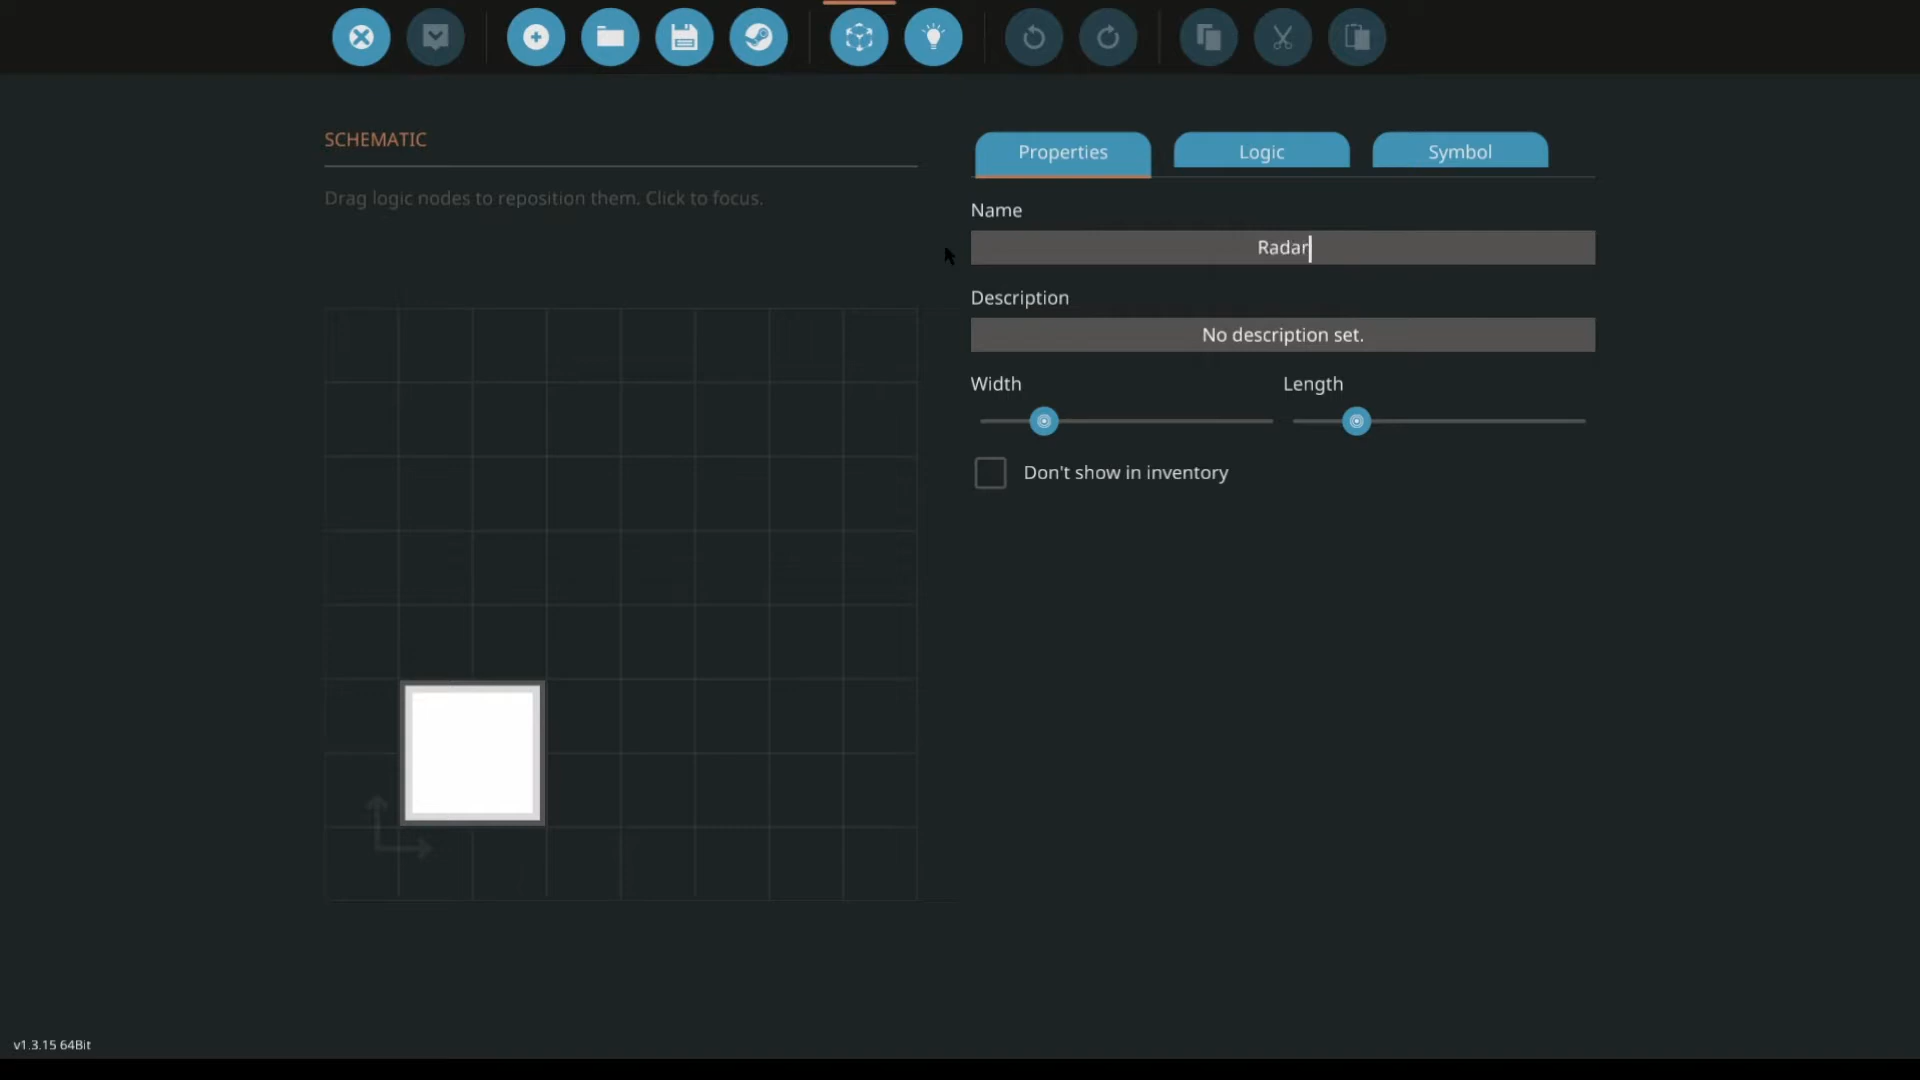 SCHEMATIC
Drag logic nodes to reposition them. Click to focus.
Properties
Logic
Symbol
Name
Radar
Description
No description set.
Width
Length
Don't show in inventory
v1.3.15 64Bit